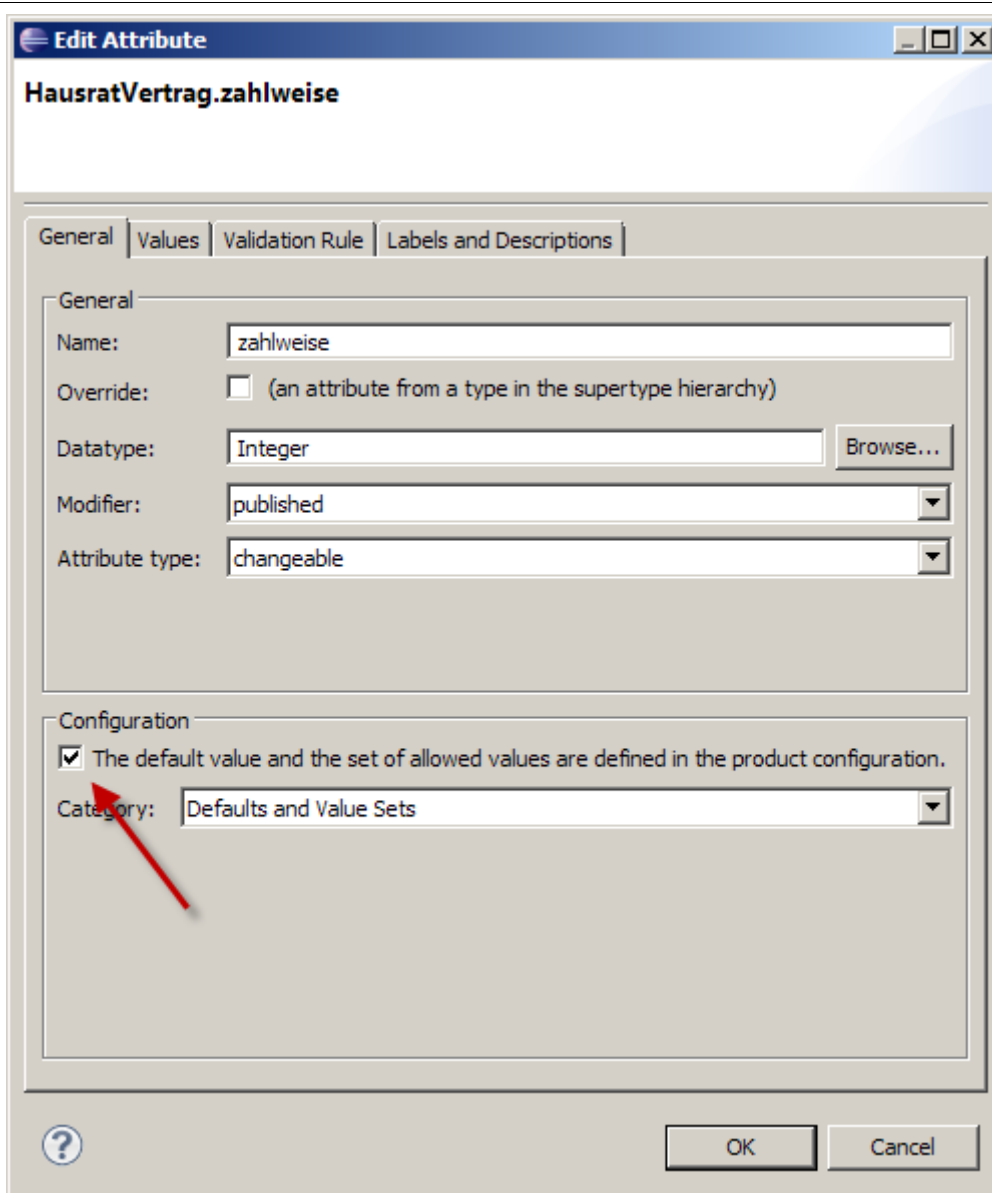 Edit Attribute
HausratVertrag.zahlweise
General Values Validation Rule Labels and Descriptions
General
Name: zahlweise
Override: (an attribute from a type in the supertype hierarchy)
Datatype: Integer Browse...
Modifier: published
Attribute type: changeable
Configuration
The default value and the set of allowed values are defined in the product configuration.
Category: Defaults and Value Sets
?
OK Cancel